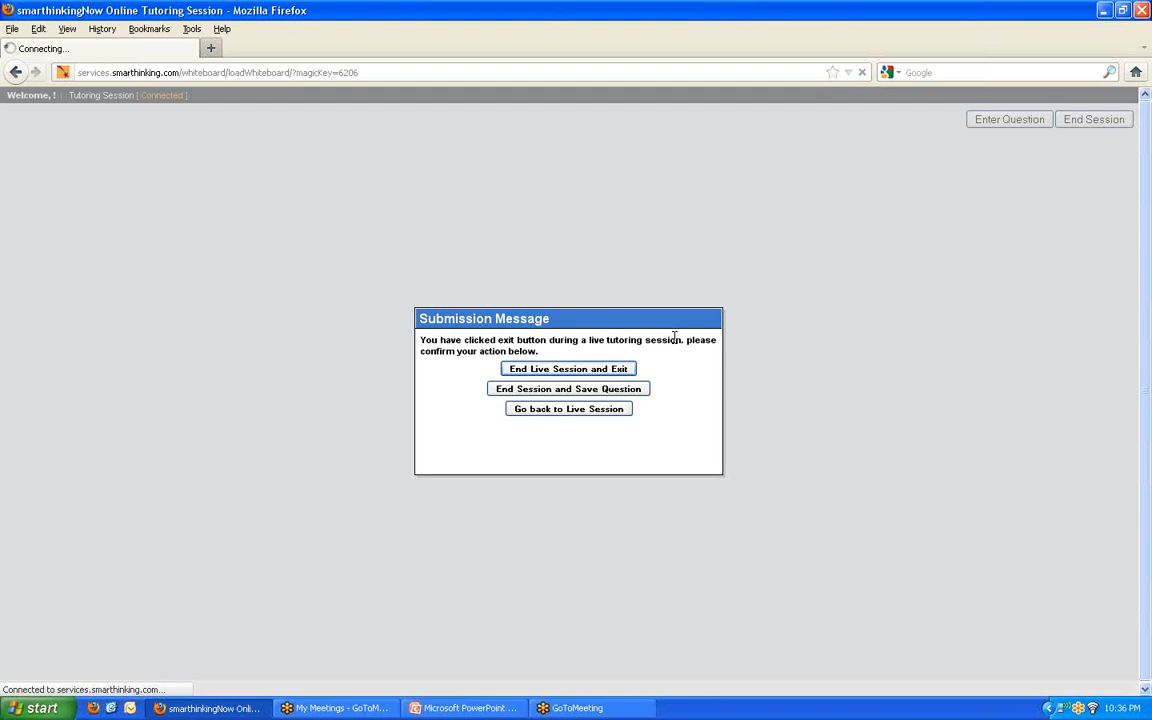 smarthinkingNow Online Tutoring Session - Mozilla Firefox
File Edit View History Bookmarks Tools Help
Connecting...
services.smarthinking.com/whiteboard/loadWhiteboard/?magicKey=6206
Google
Welcome, ! Tutoring Session [ Connected ]
Enter Question End Session
Submission Message
You have clicked exit button during a live tutoring session. please
confirm your action below.
End Live Session and Exit
End Session and Save Question
Go back to Live Session
Connected to services.smarthinking.com...
start smarthinkingNow Onli... My Meetings - GoToM... Microsoft PowerPoint ... GoToMeeting 10:36 PM